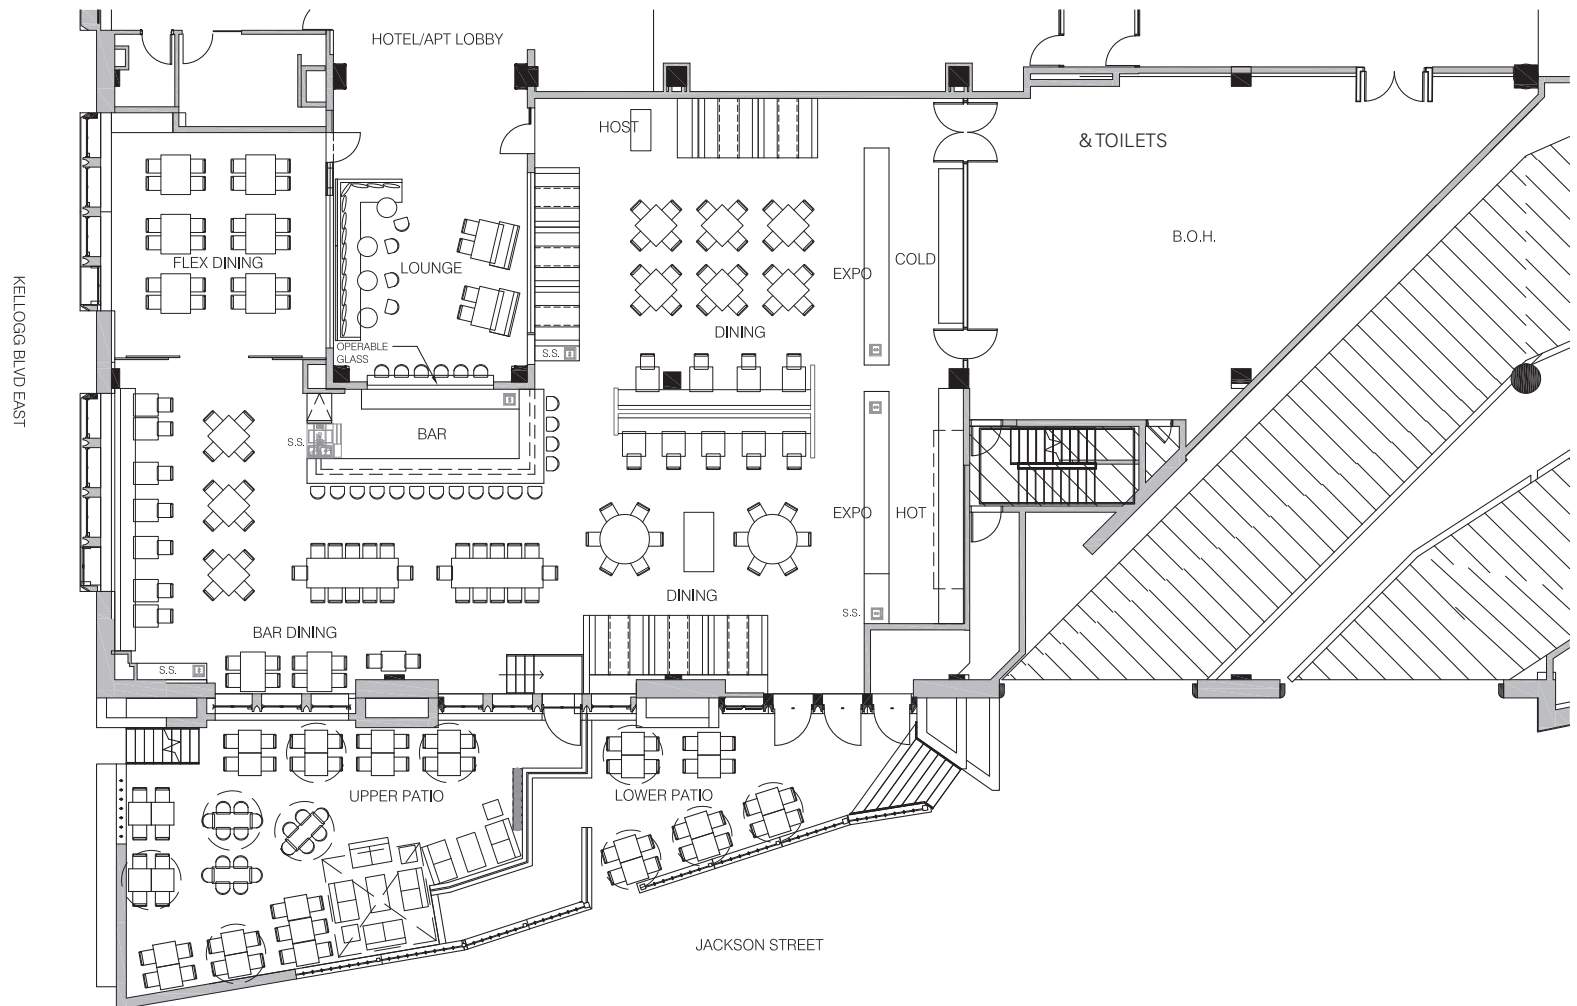 HOTEL/APT LOBBY
HOST
& TOILETS
KELLOGG BLVD EAST
FLEX DINING
LOUNGE
EXPO
COLD
B.O.H.
DINING
OPERABLE
GLASS
S.S.
S.S.
BAR
EXPO
HOT
DINING
S.S.
BAR DINING
S.S.
UPPER PATIO
LOWER PATIO
JACKSON STREET